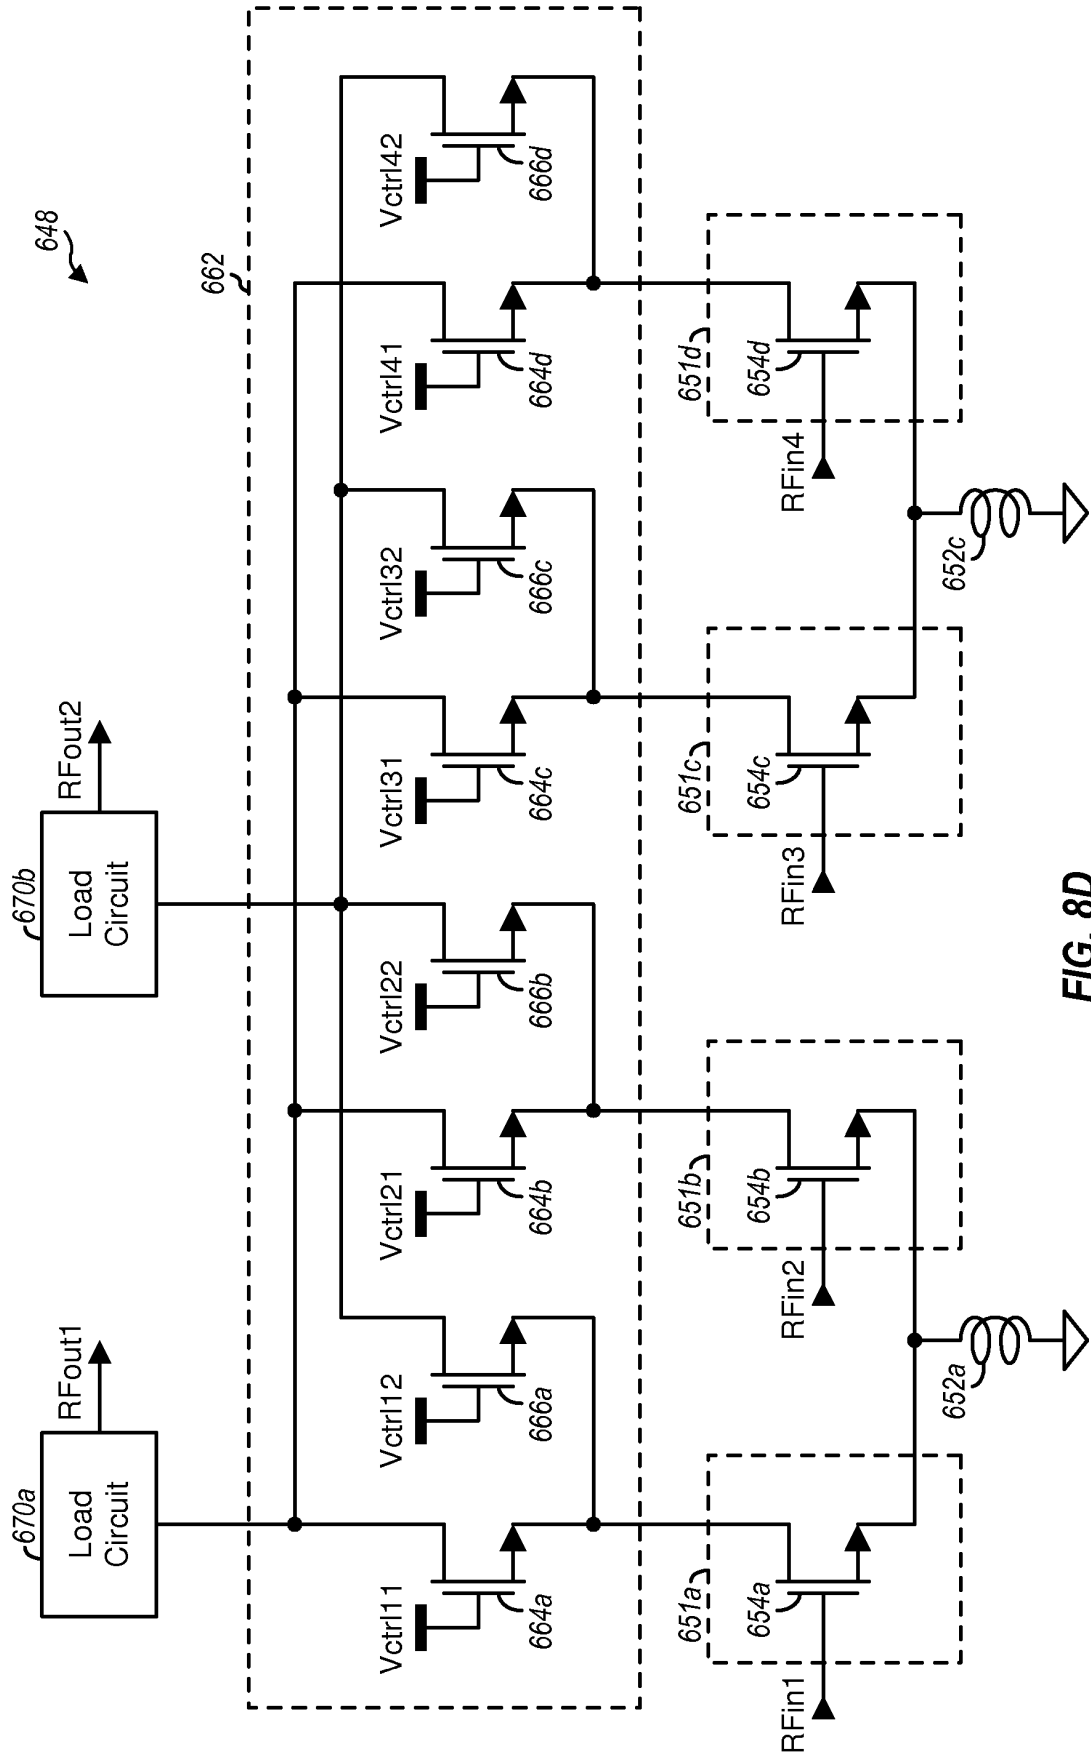 648
670a
Load
Circuit
RFout1
670b
Load
Circuit
RFout2
662
Vctrl11
664a
Vctrl12
666a
Vctrl21
664b
Vctrl22
666b
Vctrl31
664c
Vctrl32
666c
Vctrl41
664d
Vctrl42
666d
651a
654a
RFin1
651b
654b
RFin2
651c
654c
RFin3
651d
654d
RFin4
652a
652c
FIG. 8D